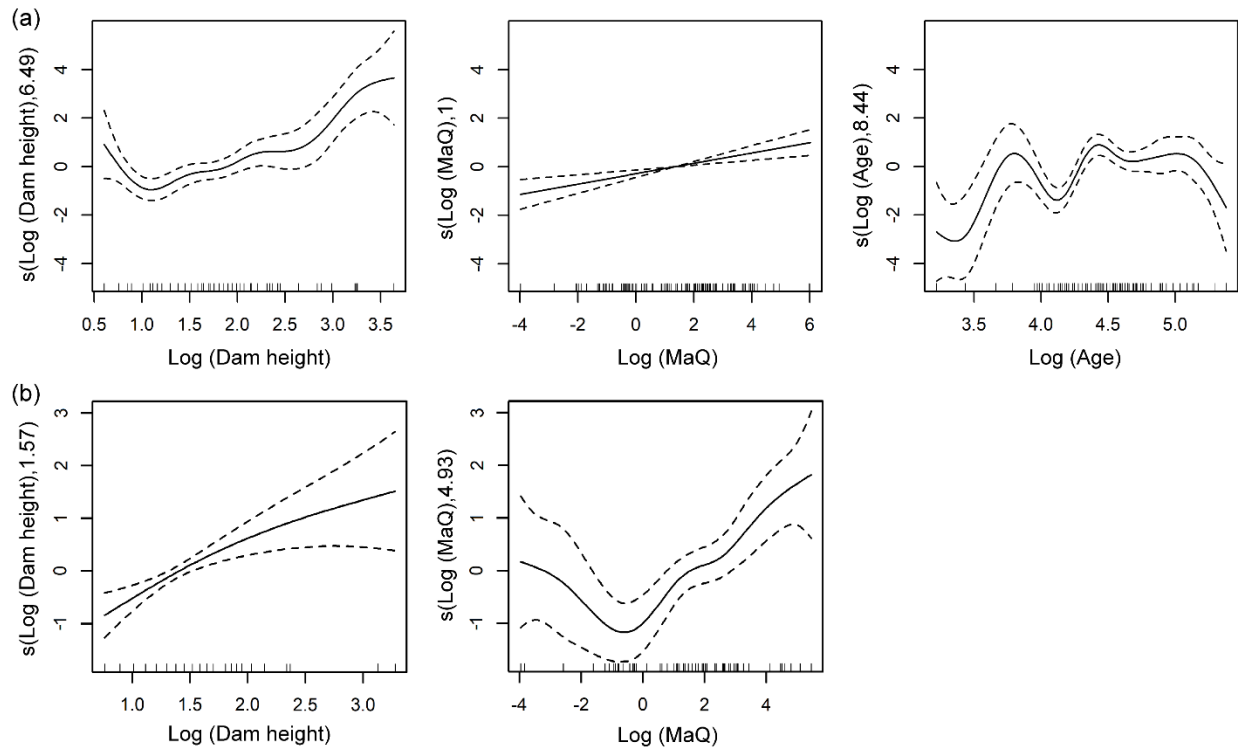 (a)
s(Log (Dam height),6.49)
4
2
0
-2
-4
0.5 1.0 1.5 2.0 2.5 3.0 3.5
Log (Dam height)
s(Log (MaQ),1)
4
2
0
-2
-4
-4 -2 0 2 4 6
Log (MaQ)
s(Log (Age),8.44)
4
2
0
-2
-4
3.5 4.0 4.5 5.0
Log (Age)
(b)
s(Log (Dam height),1.57)
3
2
1
0
-1
1.0 1.5 2.0 2.5 3.0
Log (Dam height)
s(Log (MaQ),4.93)
3
2
1
0
-1
-4 -2 0 2 4
Log (MaQ)